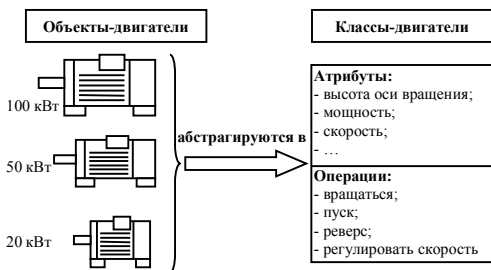 Объекты-двигатели
Классы-двигатели
100 кВт
50 кВт
20 кВт
абстрагируются в
Атрибуты:
- высота оси вращения;
- мощность;
- скорость;
- …
Операции:
- вращаться;
- пуск;
- реверс;
- регулировать скорость